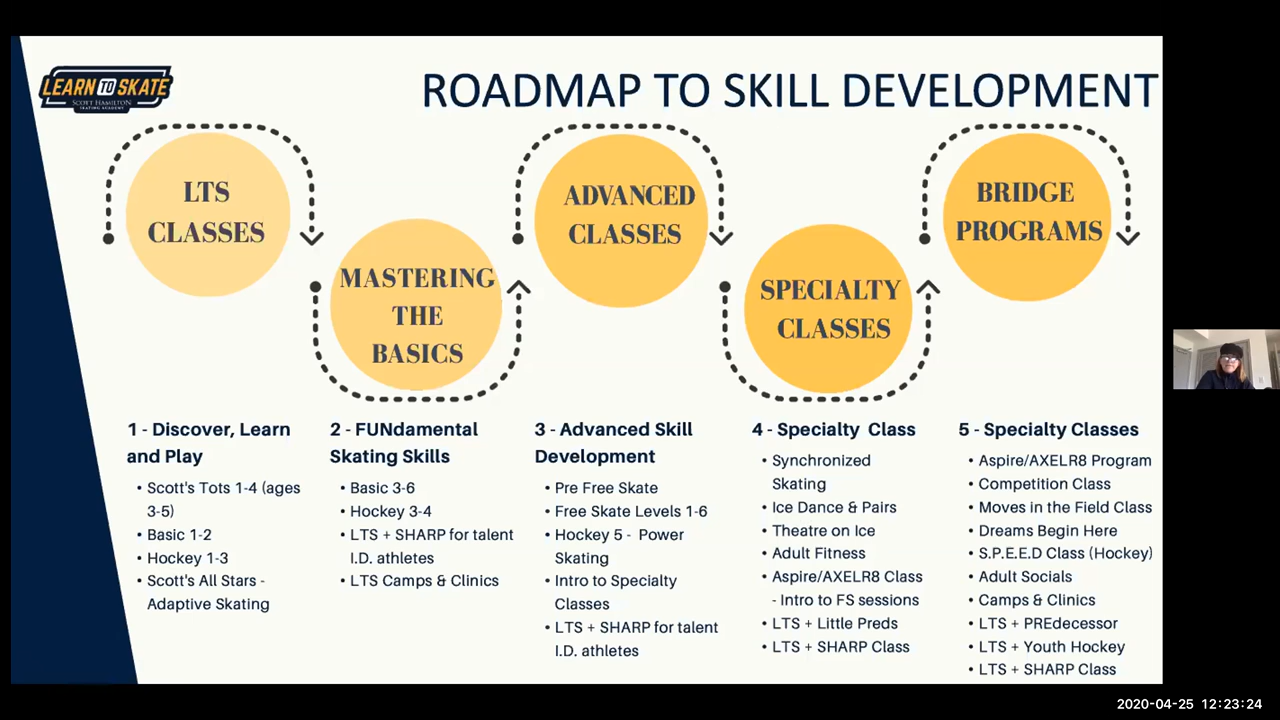 LEARN TO SKATE
SCOTT HAMILTON
SKATING ACADEMY
ROADMAP TO SKILL DEVELOPMENT
LTS
CLASSES
MASTERING
THE
BASICS
ADVANCED
CLASSES
SPECIALTY
CLASSES
BRIDGE
PROGRAMS
1 - Discover, Learn
and Play
• Scott's Tots 1-4 (ages
3-5)
• Basic 1-2
• Hockey 1-3
• Scott's All Stars -
Adaptive Skating
2 - FUNdamental
Skating Skills
• Basic 3-6
• Hockey 3-4
• LTS + SHARP for talent
I.D. athletes
• LTS Camps & Clinics
3 - Advanced Skill
Development
• Pre Free Skate
• Free Skate Levels 1-6
• Hockey 5 - Power
Skating
• Intro to Specialty
Classes
• LTS + SHARP for talent
I.D. athletes
4 - Specialty Class
• Synchronized
Skating
• Ice Dance & Pairs
• Theatre on Ice
• Adult Fitness
• Aspire/AXELR8 Class
- Intro to FS sessions
• LTS + Little Preds
• LTS + SHARP Class
5 - Specialty Classes
• Aspire/AXELR8 Program
• Competition Class
• Moves in the Field Class
• Dreams Begin Here
• S.P.E.E.D Class (Hockey)
• Adult Socials
• Camps & Clinics
• LTS + PREdecessor
• LTS + Youth Hockey
• LTS + SHARP Class
2020-04-25 12:23:24